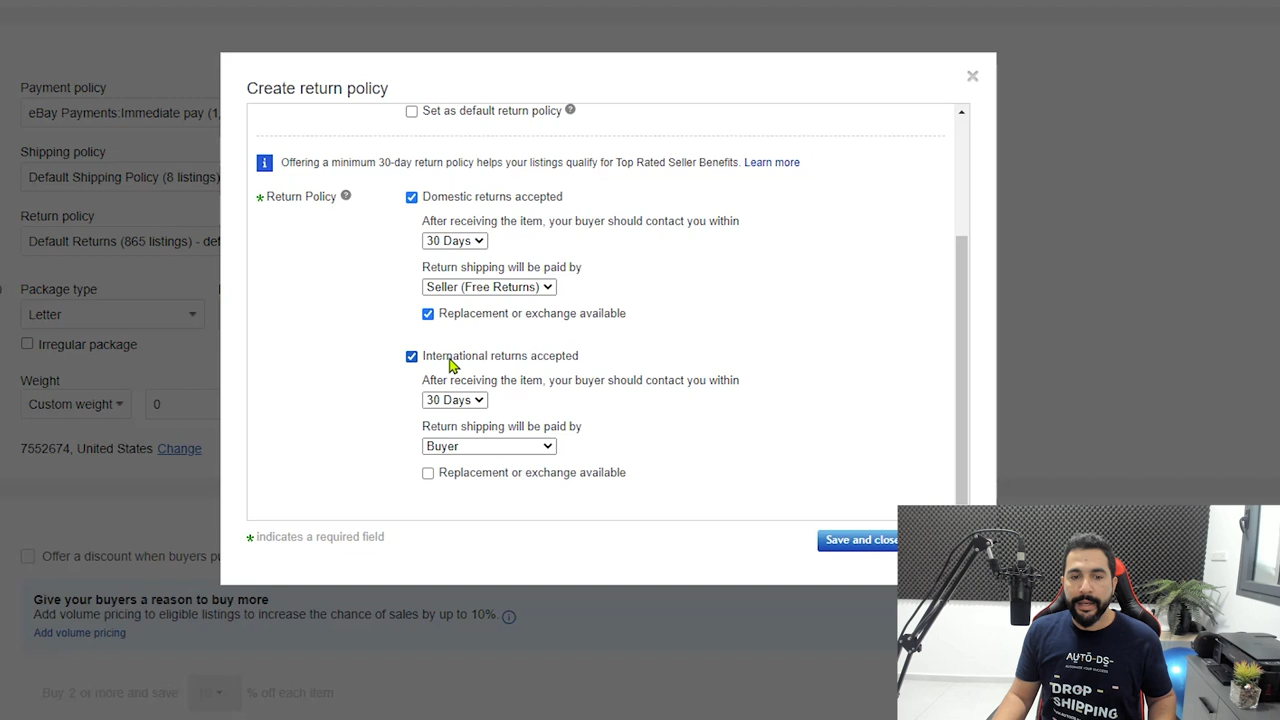 Create return policy
Set as default return policy
Payment policy
eBay Payments:Immediate pay (1,
Shipping policy
Default Shipping Policy (8 listings)
Return policy
Default Returns (865 listings) - def
Package type
Letter
Irregular package
Weight
Custom weight
0
7552674, United States Change
Offering a minimum 30-day return policy helps your listings qualify for Top Rated Seller Benefits. Learn more
* Return Policy
Domestic returns accepted
After receiving the item, your buyer should contact you within
30 Days
Return shipping will be paid by
Seller (Free Returns)
Replacement or exchange available
International returns accepted
After receiving the item, your buyer should contact you within
30 Days
Return shipping will be paid by
Buyer
Replacement or exchange available
* indicates a required field
Save and close
Offer a discount when buyers pu
Give your buyers a reason to buy more
Add volume pricing to eligible listings to increase the chance of sales by up to 10%.
Add volume pricing
Buy 2 or more and save
% off each item
AUTO-DS-
DROP
SHIPPING